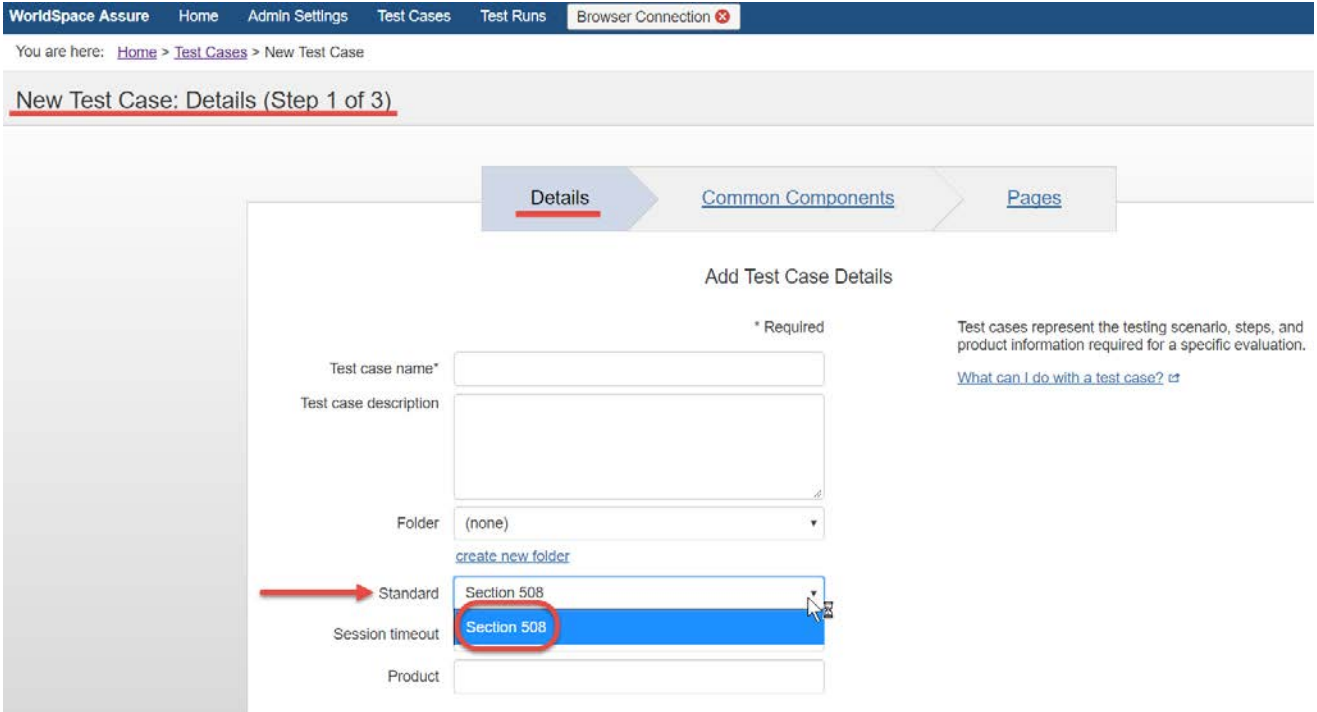 WorldSpace Assure Home Admin Settings Test Cases Test Runs Browser Connection
You are here: Home > Test Cases > New Test Case
New Test Case: Details (Step 1 of 3)
Details Common Components Pages
Add Test Case Details
* Required
Test cases represent the testing scenario, steps, and
product information required for a specific evaluation.
What can I do with a test case?
Test case name*
Test case description
Folder (none)
create new folder
Standard Section 508
Section 508
Session timeout
Product